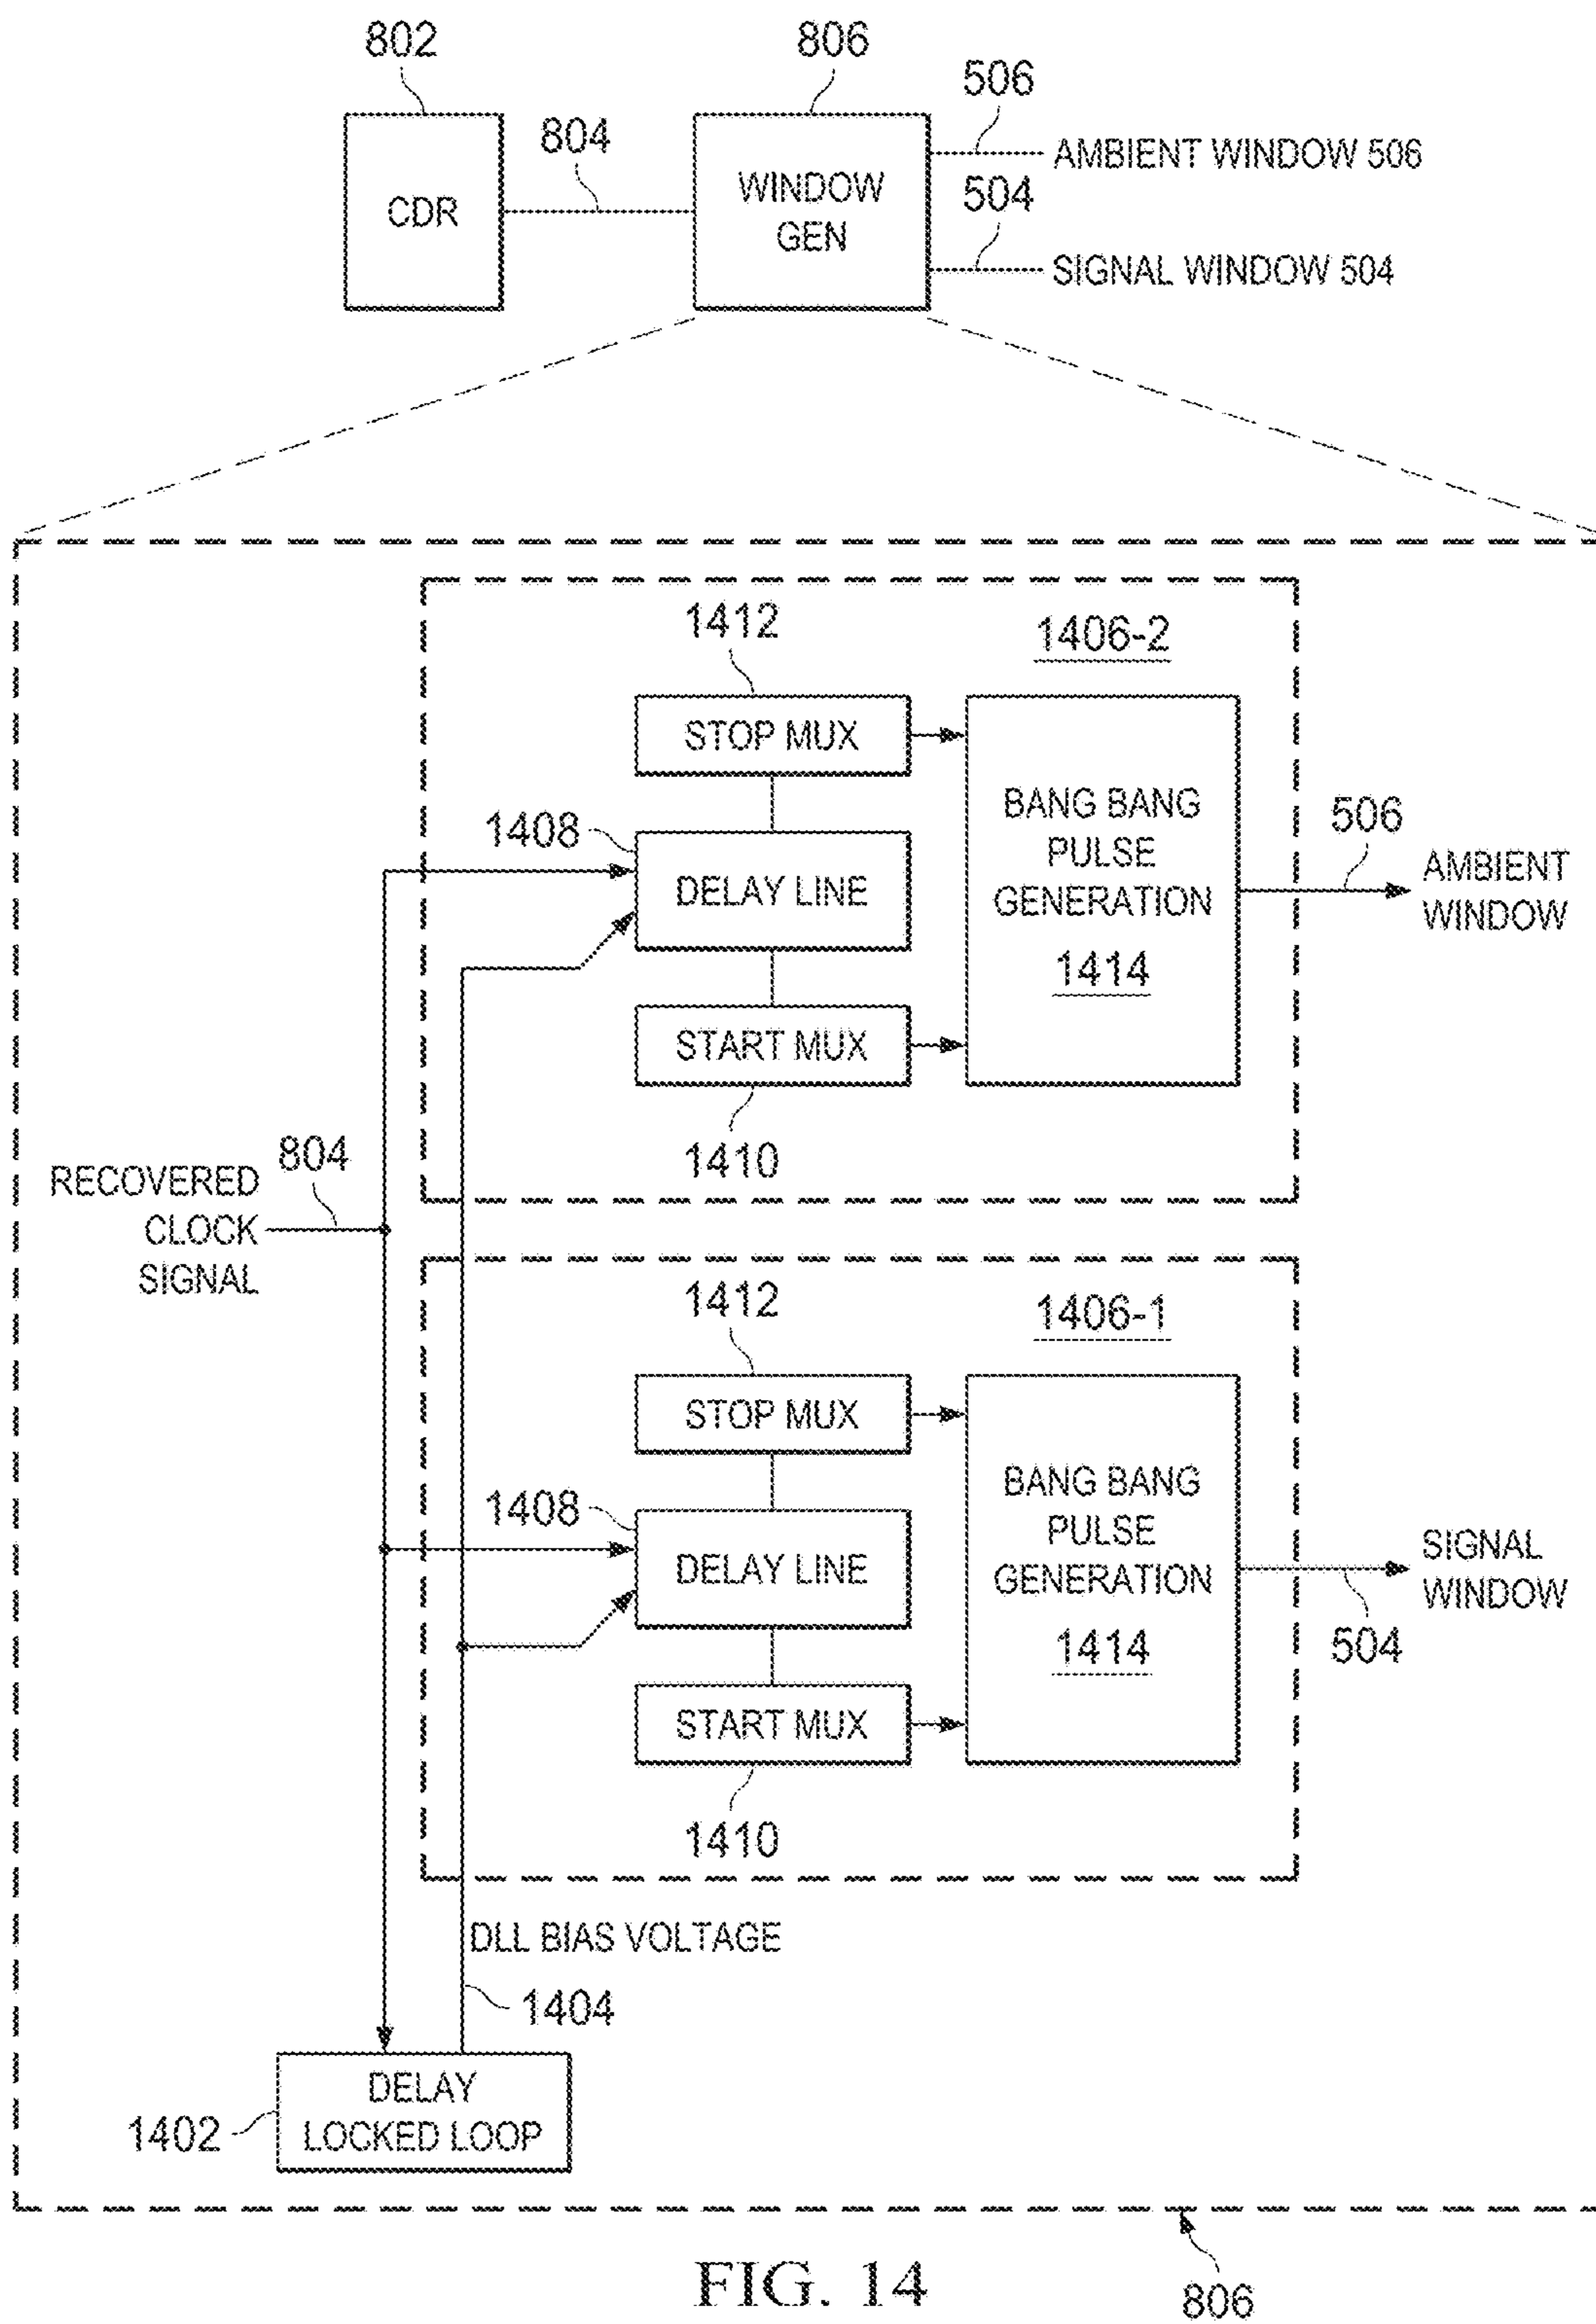 802
806
506
804
AMBIENT WINDOW 506
CDR
WINDOW
GEN
504
SIGNAL WINDOW 504
1412
1406-2
STOP MUX
1408
BANG BANG
PULSE
GENERATION
1414
506
AMBIENT
WINDOW
DELAY LINE
START MUX
1410
RECOVERED
CLOCK
SIGNAL
804
1412
1406-1
STOP MUX
1408
BANG BANG
PULSE
GENERATION
1414
SIGNAL
WINDOW
504
DELAY LINE
START MUX
1410
DLL BIAS VOLTAGE
1404
DELAY
LOCKED LOOP
1402
FIG. 14
806